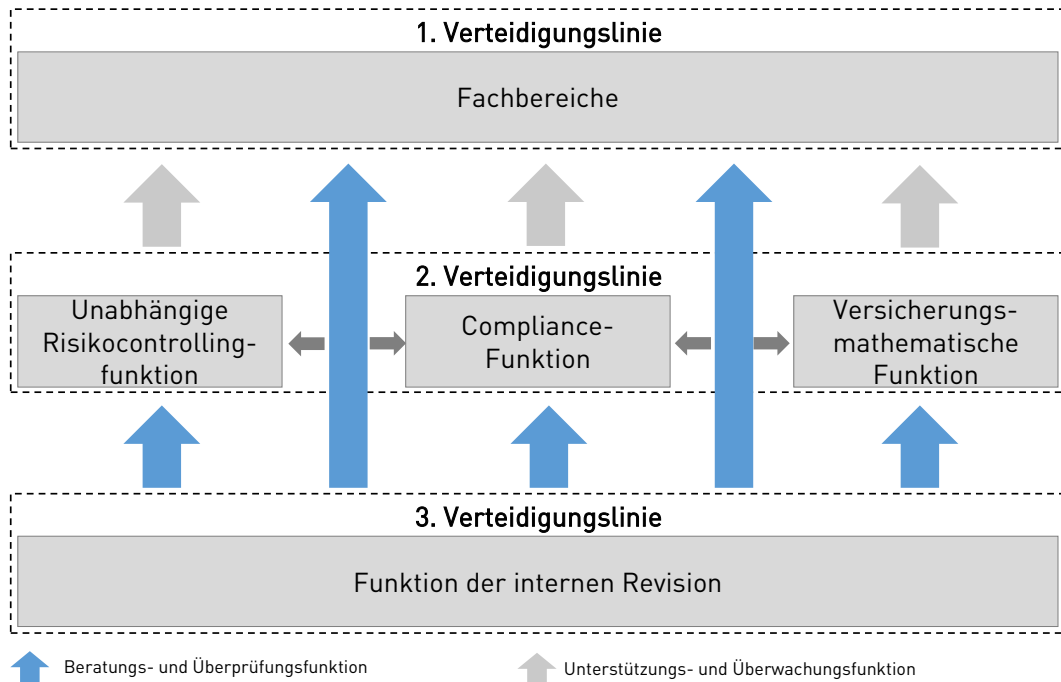 1. Verteidigungslinie
Fachbereiche
2. Verteidigungslinie
Unabhängige
Risikocontrolling-
funktion
Compliance-
Funktion
Versicherungs-
mathematische
Funktion
3. Verteidigungslinie
Funktion der internen Revision
Beratungs- und Überprüfungsfunktion
Unterstützungs- und Überwachungsfunktion